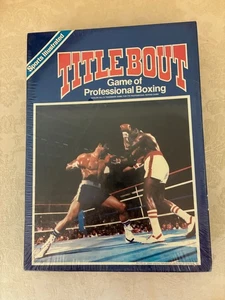 Sports Illustrated
TITLE BOUT
Game of
Professional Boxing